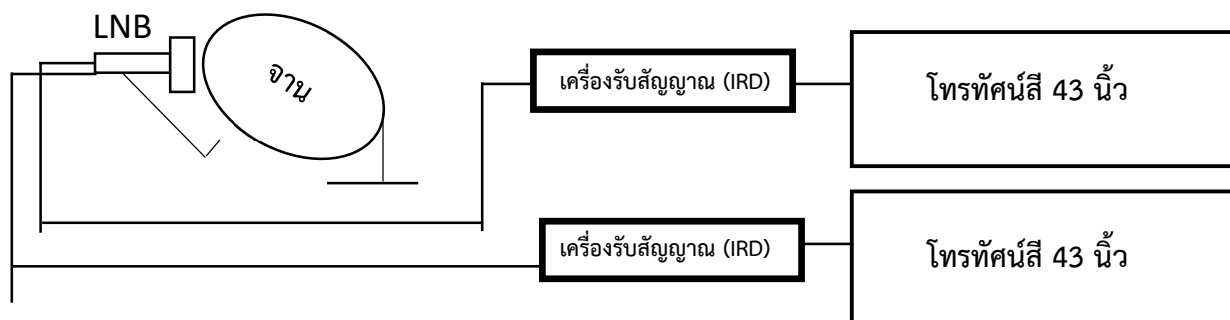 LNB
จาน
เครื่องรับสัญญาณ (IRD)
โทรทัศน์สี 43 นิ้ว
เครื่องรับสัญญาณ (IRD)
โทรทัศน์สี 43 นิ้ว